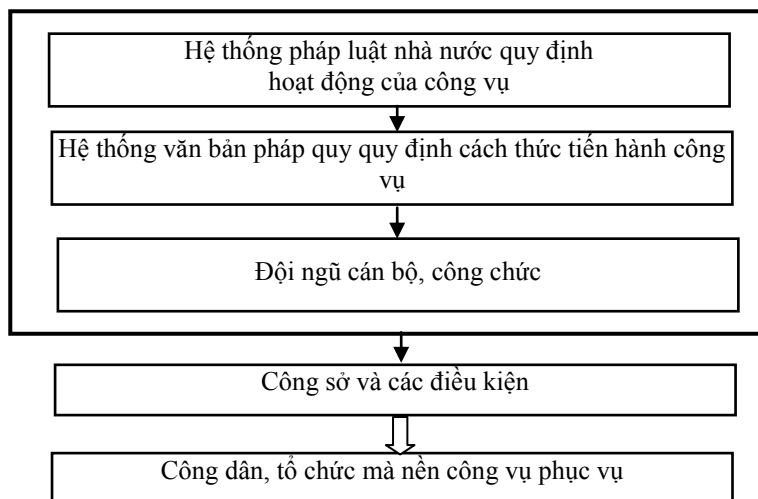 Hệ thống pháp luật nhà nước quy định
hoạt động của công vụ
Hệ thống văn bản pháp quy quy định cách thức tiến hành công
vụ
Đội ngũ cán bộ, công chức
Công sở và các điều kiện
Công dân, tổ chức mà nền công vụ phục vụ